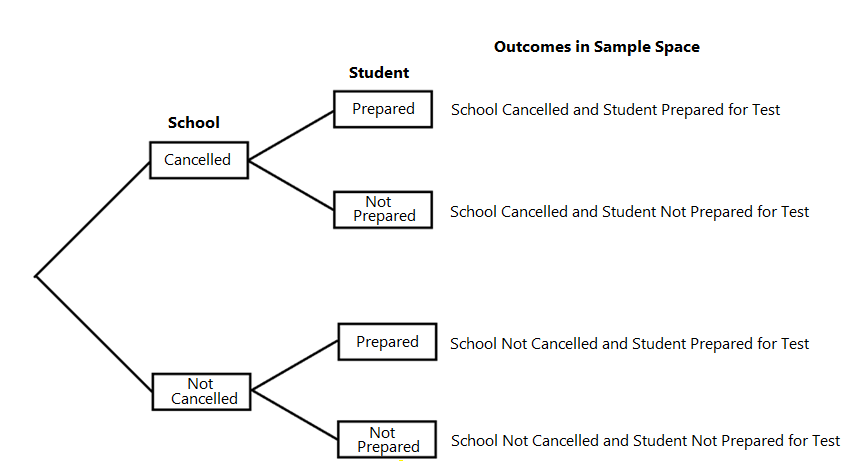 Outcomes in Sample Space
Student
Prepared
School Cancelled and Student Prepared for Test
School
Cancelled
Not
Prepared
School Cancelled and Student Not Prepared for Test
Prepared
School Not Cancelled and Student Prepared for Test
Not
Cancelled
Not
Prepared
School Not Cancelled and Student Not Prepared for Test